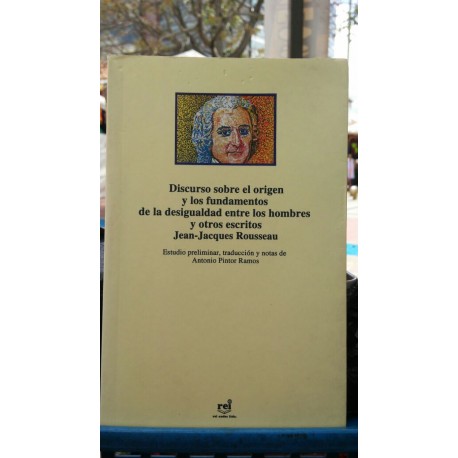 Discurso sobre el origen
y los fundamentos
de la desigualdad entre los hombres
y otros escritos
Jean-Jacques Rousseau
Estudio preliminar, traducción y notas de
Antonio Pintor Ramos
rei